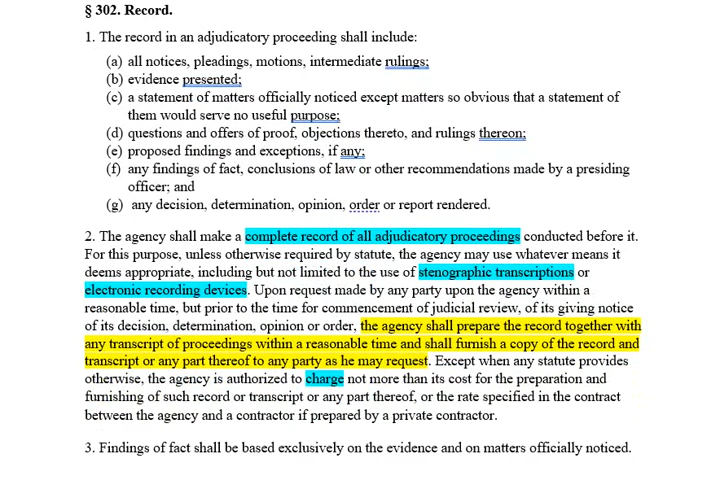 § 302. Record.
1. The record in an adjudicatory proceeding shall include:
(a) all notices, pleadings, motions, intermediate rulings;
(b) evidence presented;
(c) a statement of matters officially noticed except matters so obvious that a statement of
them would serve no useful purpose;
(d) questions and offers of proof, objections thereto, and rulings thereon;
(e) proposed findings and exceptions, if any;
(f) any findings of fact, conclusions of law or other recommendations made by a presiding
officer; and
(g) any decision, determination, opinion, order or report rendered.
2. The agency shall make a complete record of all adjudicatory proceedings conducted before it.
For this purpose, unless otherwise required by statute, the agency may use whatever means it
deems appropriate, including but not limited to the use of stenographic transcriptions or
electronic recording devices. Upon request made by any party upon the agency within a
reasonable time, but prior to the time for commencement of judicial review, of its giving notice
of its decision, determination, opinion or order, the agency shall prepare the record together with
any transcript of proceedings within a reasonable time and shall furnish a copy of the record and
transcript or any part thereof to any party as he may request. Except when any statute provides
otherwise, the agency is authorized to charge not more than its cost for the preparation and
furnishing of such record or transcript or any part thereof, or the rate specified in the contract
between the agency and a contractor if prepared by a private contractor.
3. Findings of fact shall be based exclusively on the evidence and on matters officially noticed.